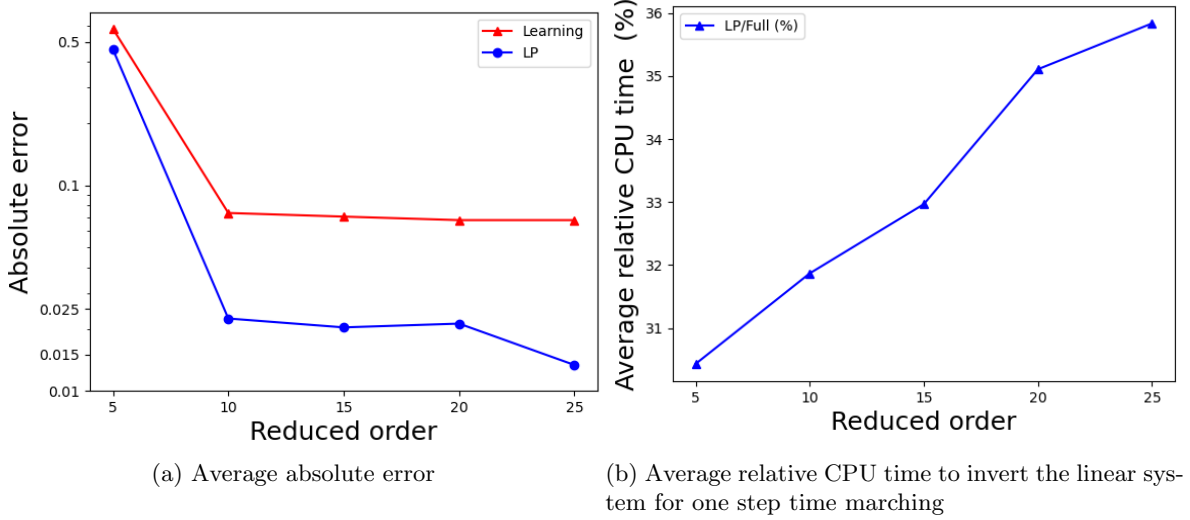 Absolute error
0.5
0.1
0.025
0.015
0.01
Learning
LP
5
10
15
20
25
Reduced order
(a) Average absolute error
Average relative CPU time (%)
36
35
34
33
32
31
LP/Full (%)
5
10
15
20
25
Reduced order
(b) Average relative CPU time to invert the linear sys-
tem for one step time marching